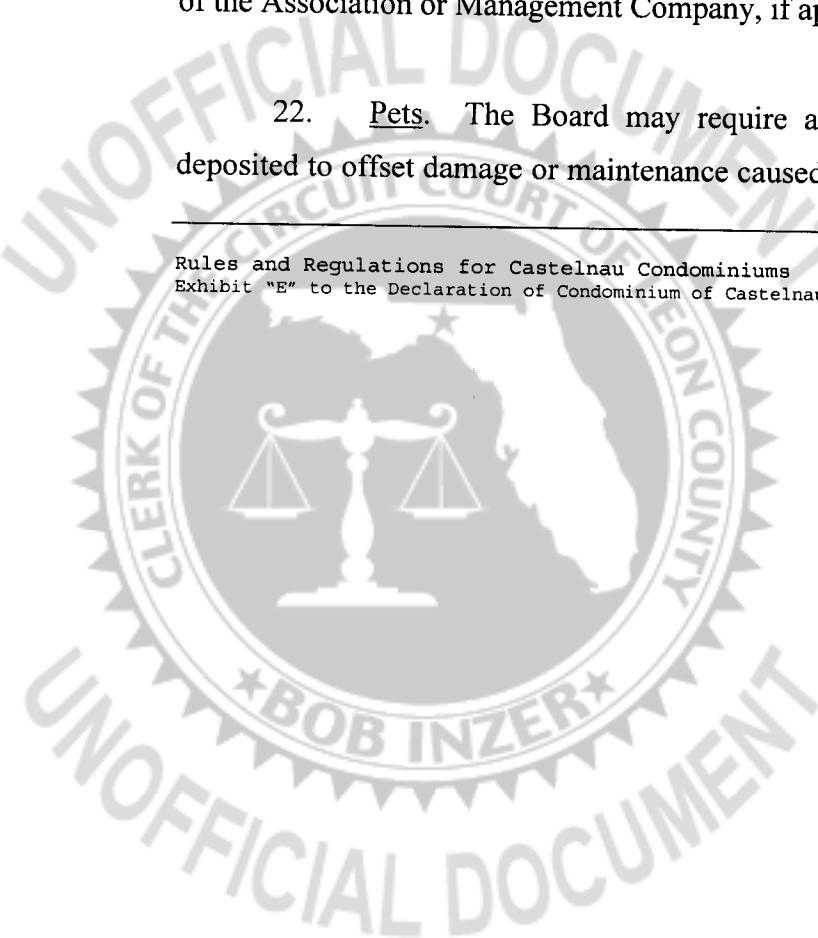 of the Association or Management Company, if
22. Pets. The Board may require a
deposited to offset damage or maintenance caused
Rules and Regulations for Castelnau Condominiums
Exhibit "E" to the Declaration of Condominium of Castelnau
UNOFFICIAL DOCUMENT
CLERK OF THE CIRCUIT COURT OF LEON COUNTY
★BOB INZER★
UNOFFICIAL DOCUMENT